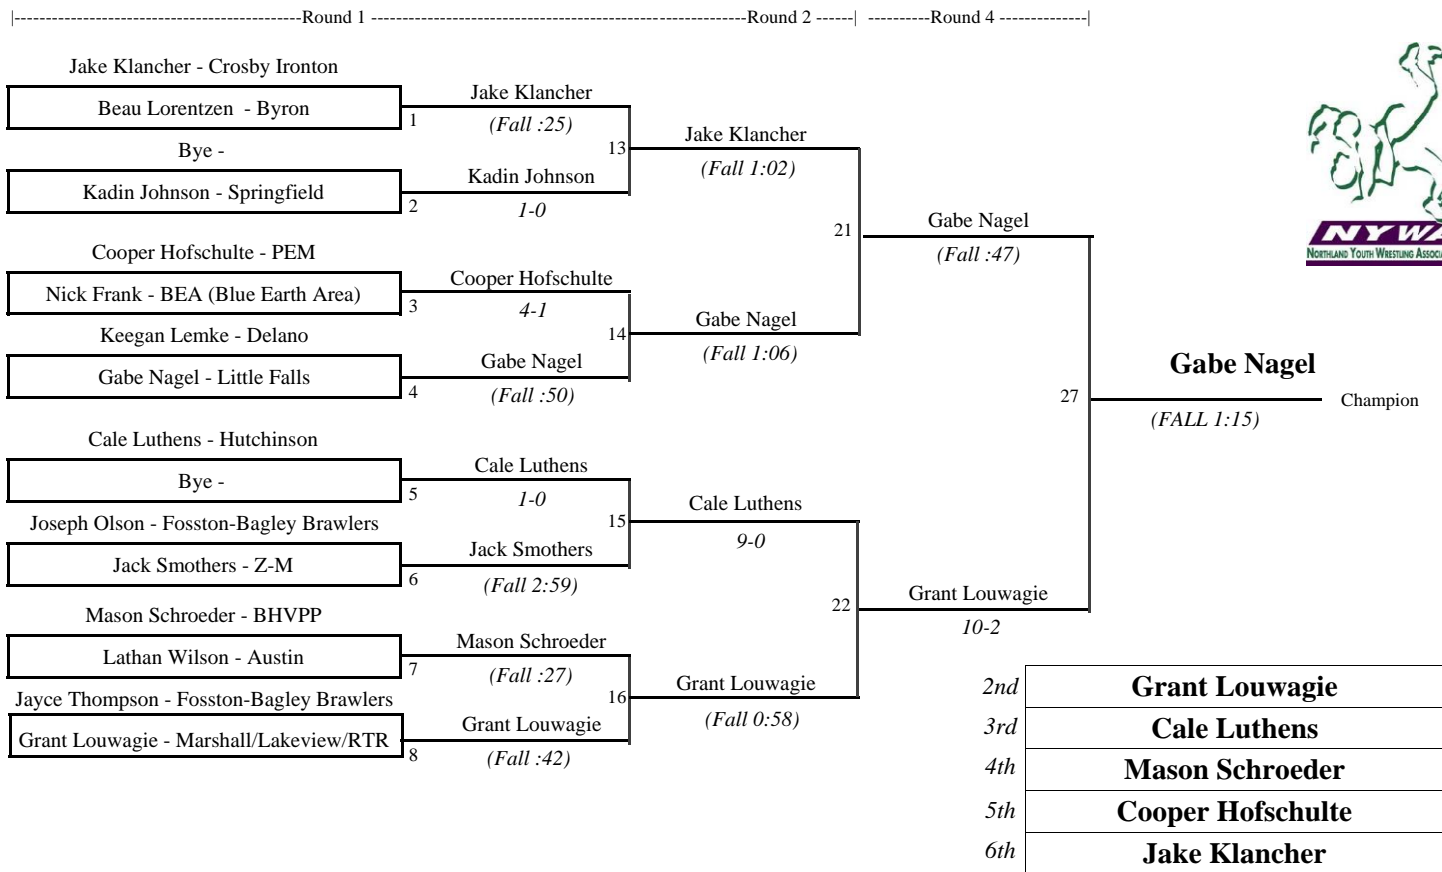 |-----------------------------------------------Round 1 -------------------------------------------------------------Round 2 ------| ----------Round 4 --------------|
Jake Klancher - Crosby Ironton
Beau Lorentzen - Byron
1
Jake Klancher
(Fall :25)
Bye -
Kadin Johnson - Springfield
2
Kadin Johnson
1-0
13
Jake Klancher
(Fall 1:02)
Cooper Hofschulte - PEM
Nick Frank - BEA (Blue Earth Area)
3
Cooper Hofschulte
4-1
Keegan Lemke - Delano
Gabe Nagel - Little Falls
4
Gabe Nagel
(Fall :50)
14
Gabe Nagel
(Fall 1:06)
21
Gabe Nagel
(Fall :47)
Cale Luthens - Hutchinson
Bye -
5
Cale Luthens
1-0
Joseph Olson - Fosston-Bagley Brawlers
Jack Smothers - Z-M
6
Jack Smothers
(Fall 2:59)
15
Cale Luthens
9-0
Mason Schroeder - BHVPP
Lathan Wilson - Austin
7
Mason Schroeder
(Fall :27)
Jayce Thompson - Fosston-Bagley Brawlers
Grant Louwagie - Marshall/Lakeview/RTR
8
Grant Louwagie
(Fall :42)
16
Grant Louwagie
(Fall 0:58)
22
Grant Louwagie
10-2
27
Gabe Nagel
Champion
(FALL 1:15)
NYWA
NORTHLAND YOUTH WRESTLING
2nd Grant Louwagie
3rd Cale Luthens
4th Mason Schroeder
5th Cooper Hofschulte
6th Jake Klancher